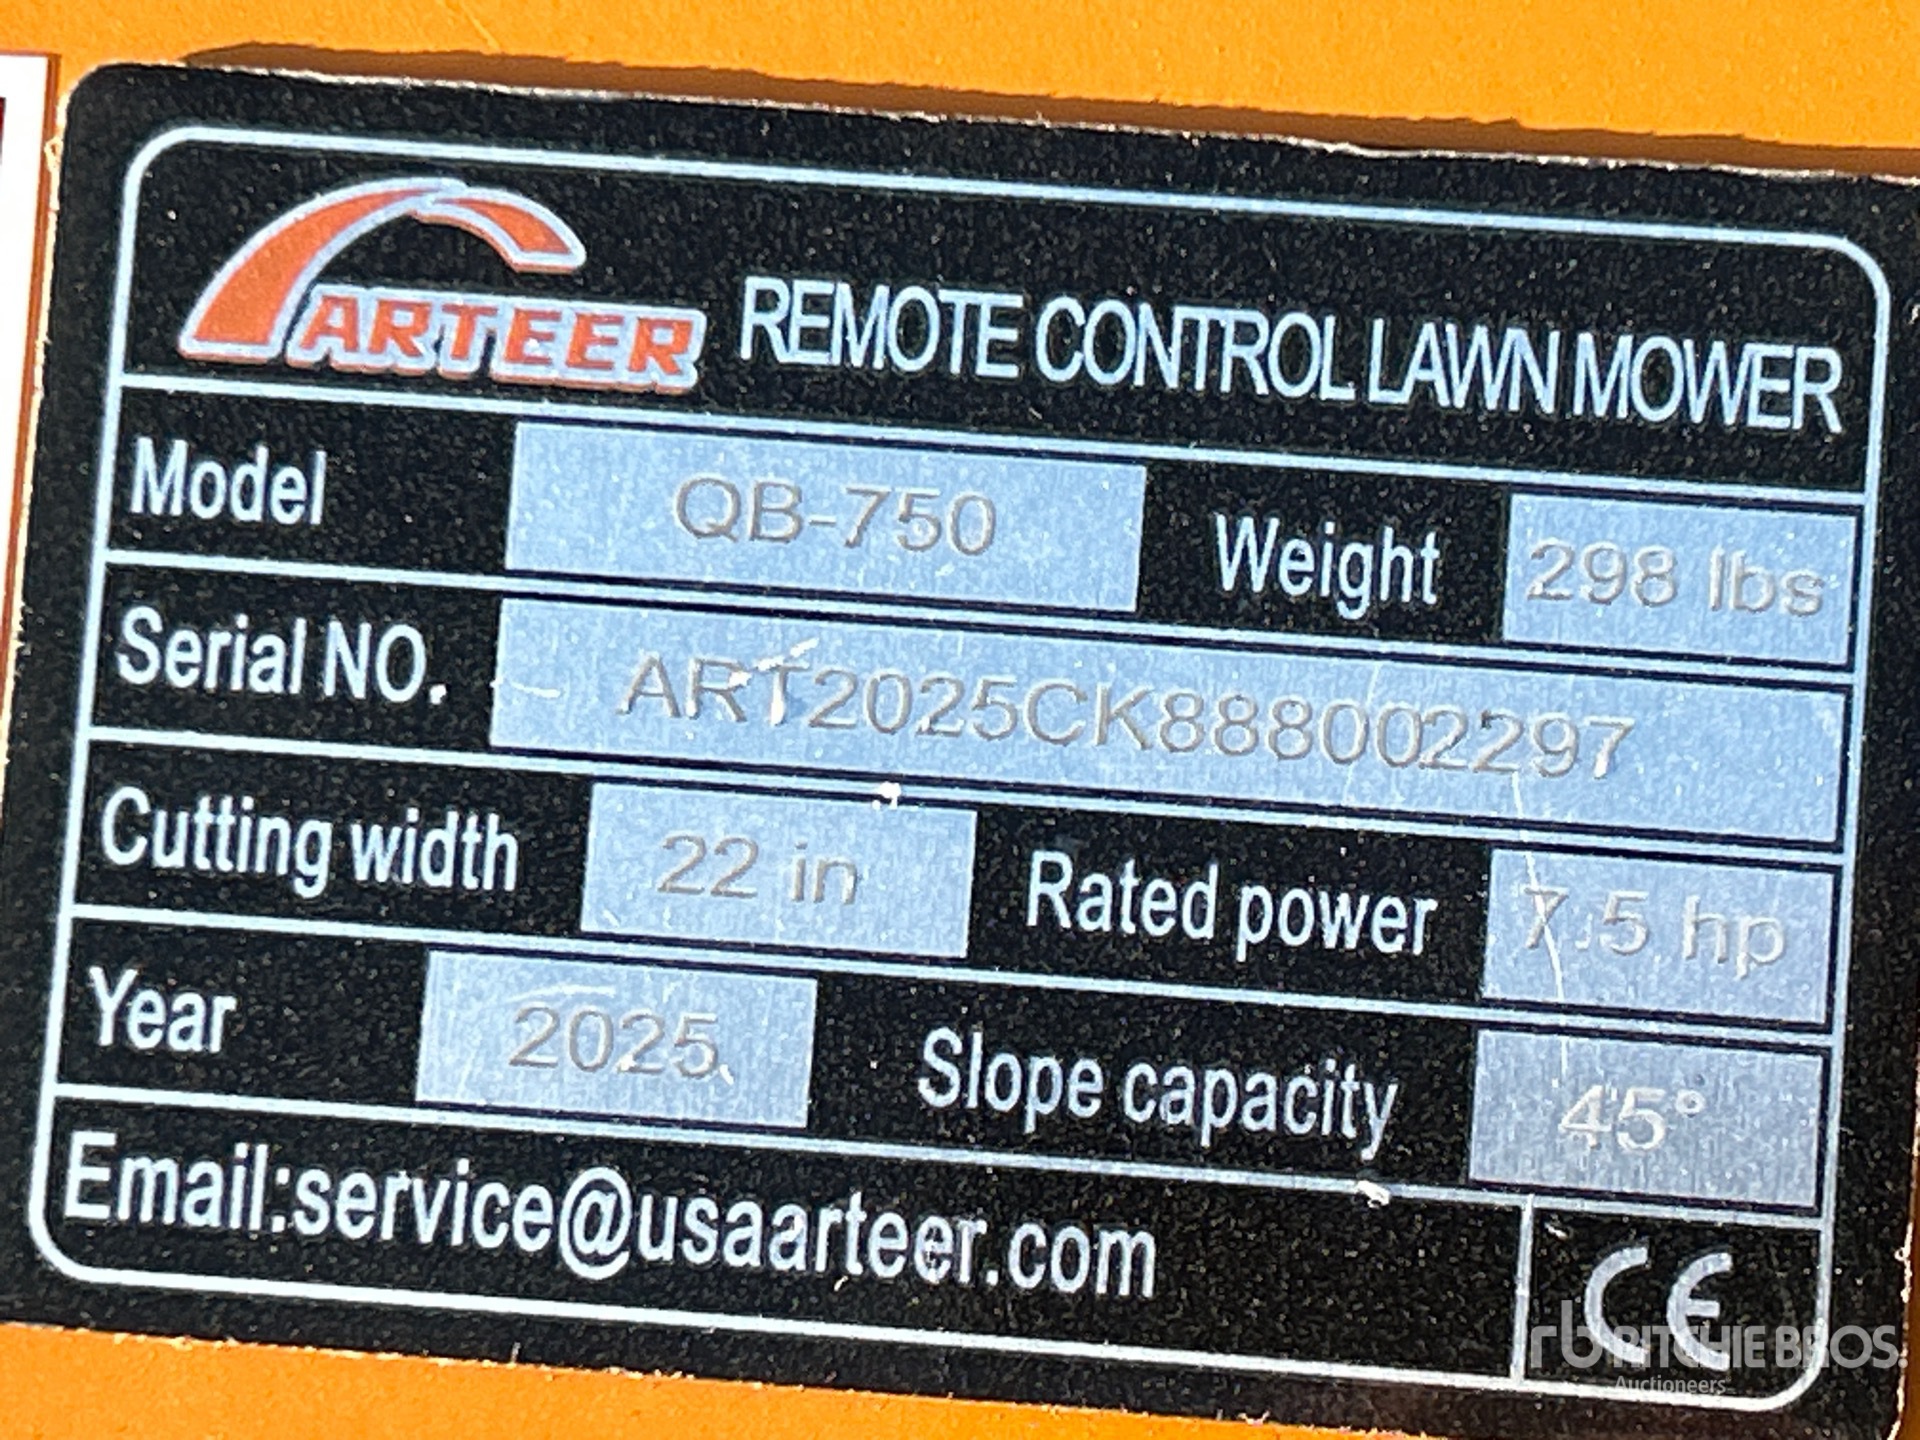 ARTEER REMOTE CONTROL LAWN MOWER
Model QB-750 Weight 298 lbs
Serial NO. ART2025CK888002297
Cutting width 22 in Rated power 7.5 hp
Year 2025 Slope capacity 45°
Email:service@usaarteer.com CE
rb RITCHIE BROS.
Auctioneers